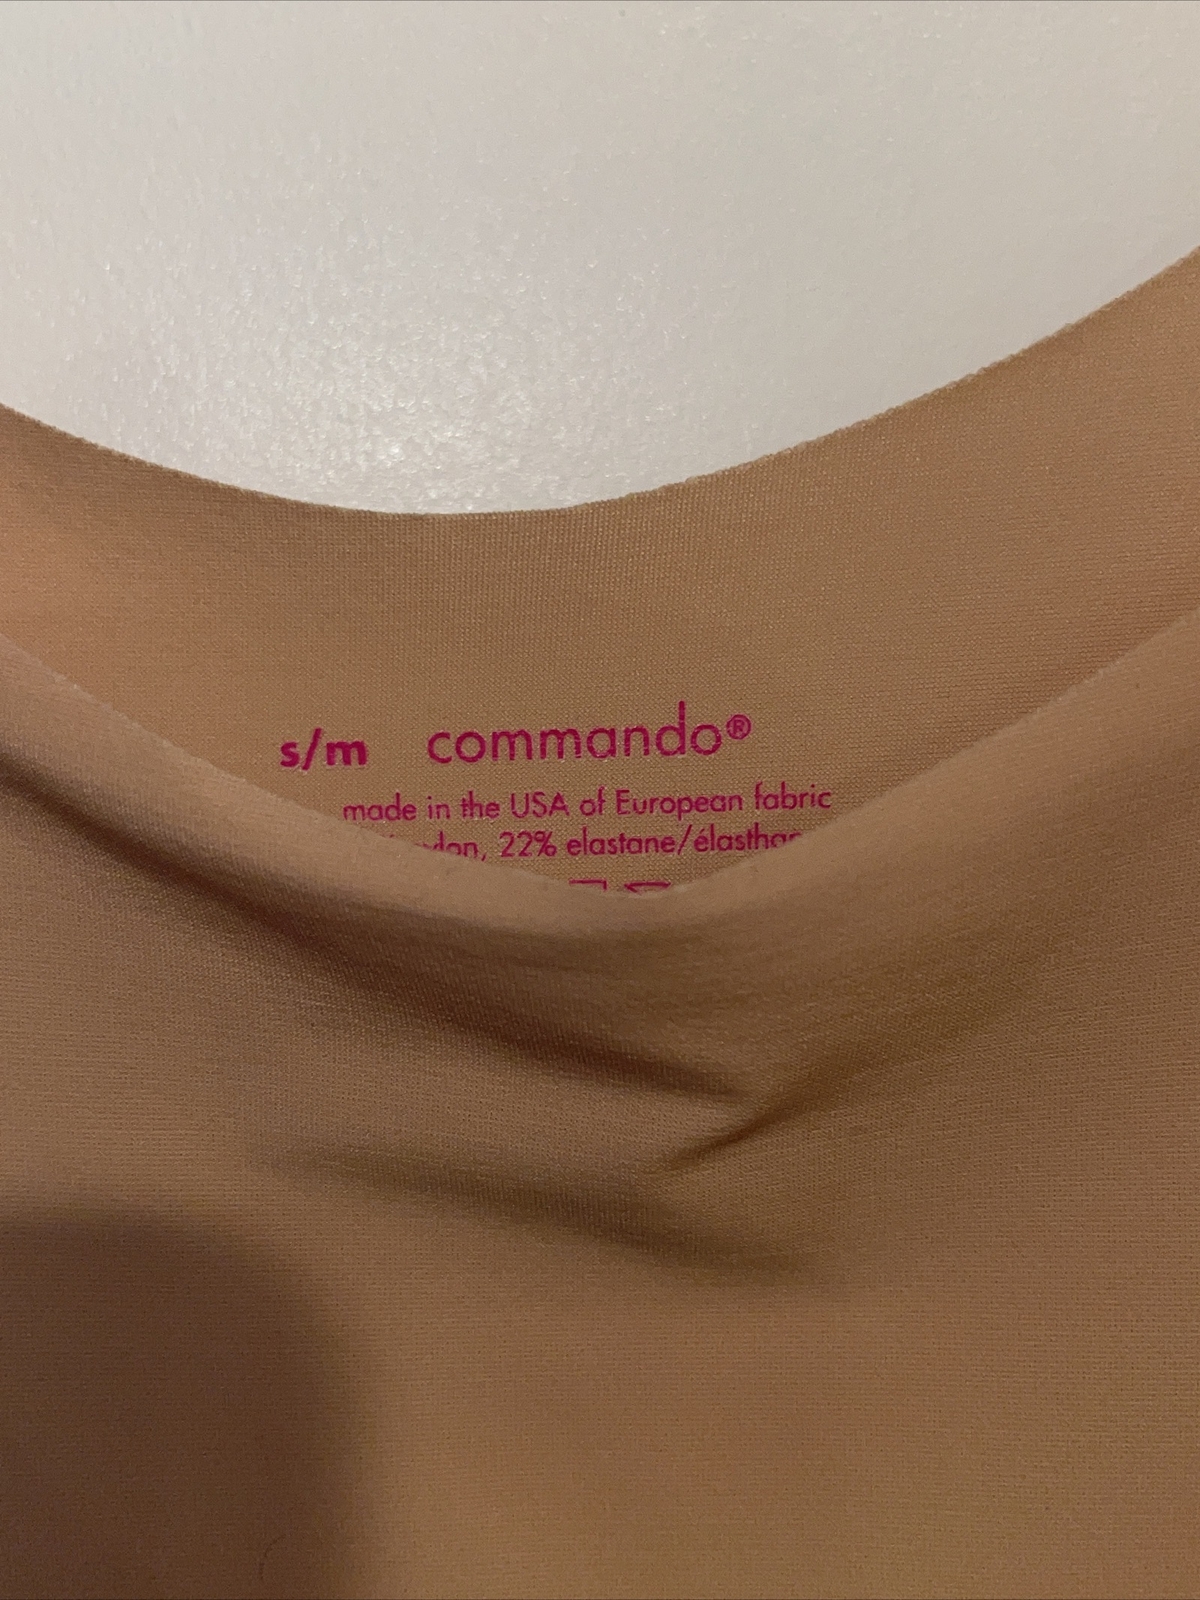 s/m commando®
made in the USA of European fabric
22% elastane/